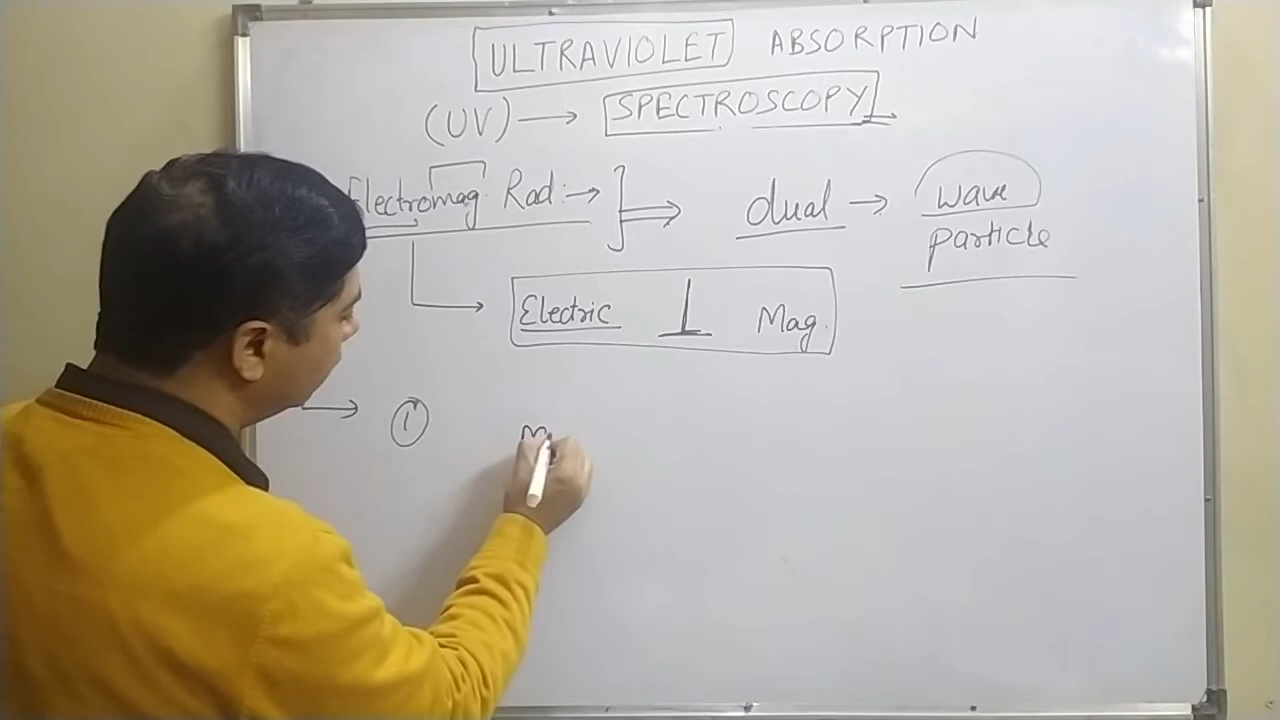 ULTRAVIOLET ABSORPTION
(UV) → SPECTROSCOPY
Electromag. Rad. → ⇒ dual → wave
particle
Electric ⊥ Mag.
→ ①